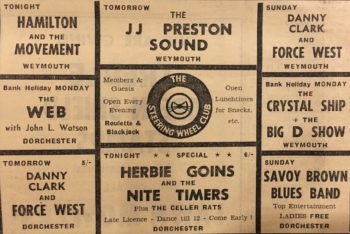 TONIGHT
HAMILTON
AND THE
MOVEMENT
WEYMOUTH
TOMORROW
THE
JJ PRESTON
SOUND
WEYMOUTH
SUNDAY
DANNY
CLARK
AND
FORCE WEST
WEYMOUTH
Bank Holiday MONDAY
THE
WEB
with John L. Watson
DORCHESTER
Members &
Guests
Open Every
Evening
Roulette &
Blackjack
THE
STEERING WHEEL CLUB
Open
Lunchtimes
for Snacks,
etc.
Bank Holiday MONDAY
THE
CRYSTAL SHIP
+ THE
BIG D SHOW
WEYMOUTH
TOMORROW 5/-
DANNY
CLARK
AND
FORCE WEST
DORCHESTER
TONIGHT ★ SPECIAL ★ 6/-
HERBIE GOINS
AND THE
NITE TIMERS
Plus THE CELLER RATS
Late Licence - Dance till 12 - Come Early !
DORCHESTER
SUNDAY
SAVOY BROWN
BLUES BAND
Top Entertainment
LADIES FREE
DORCHESTER